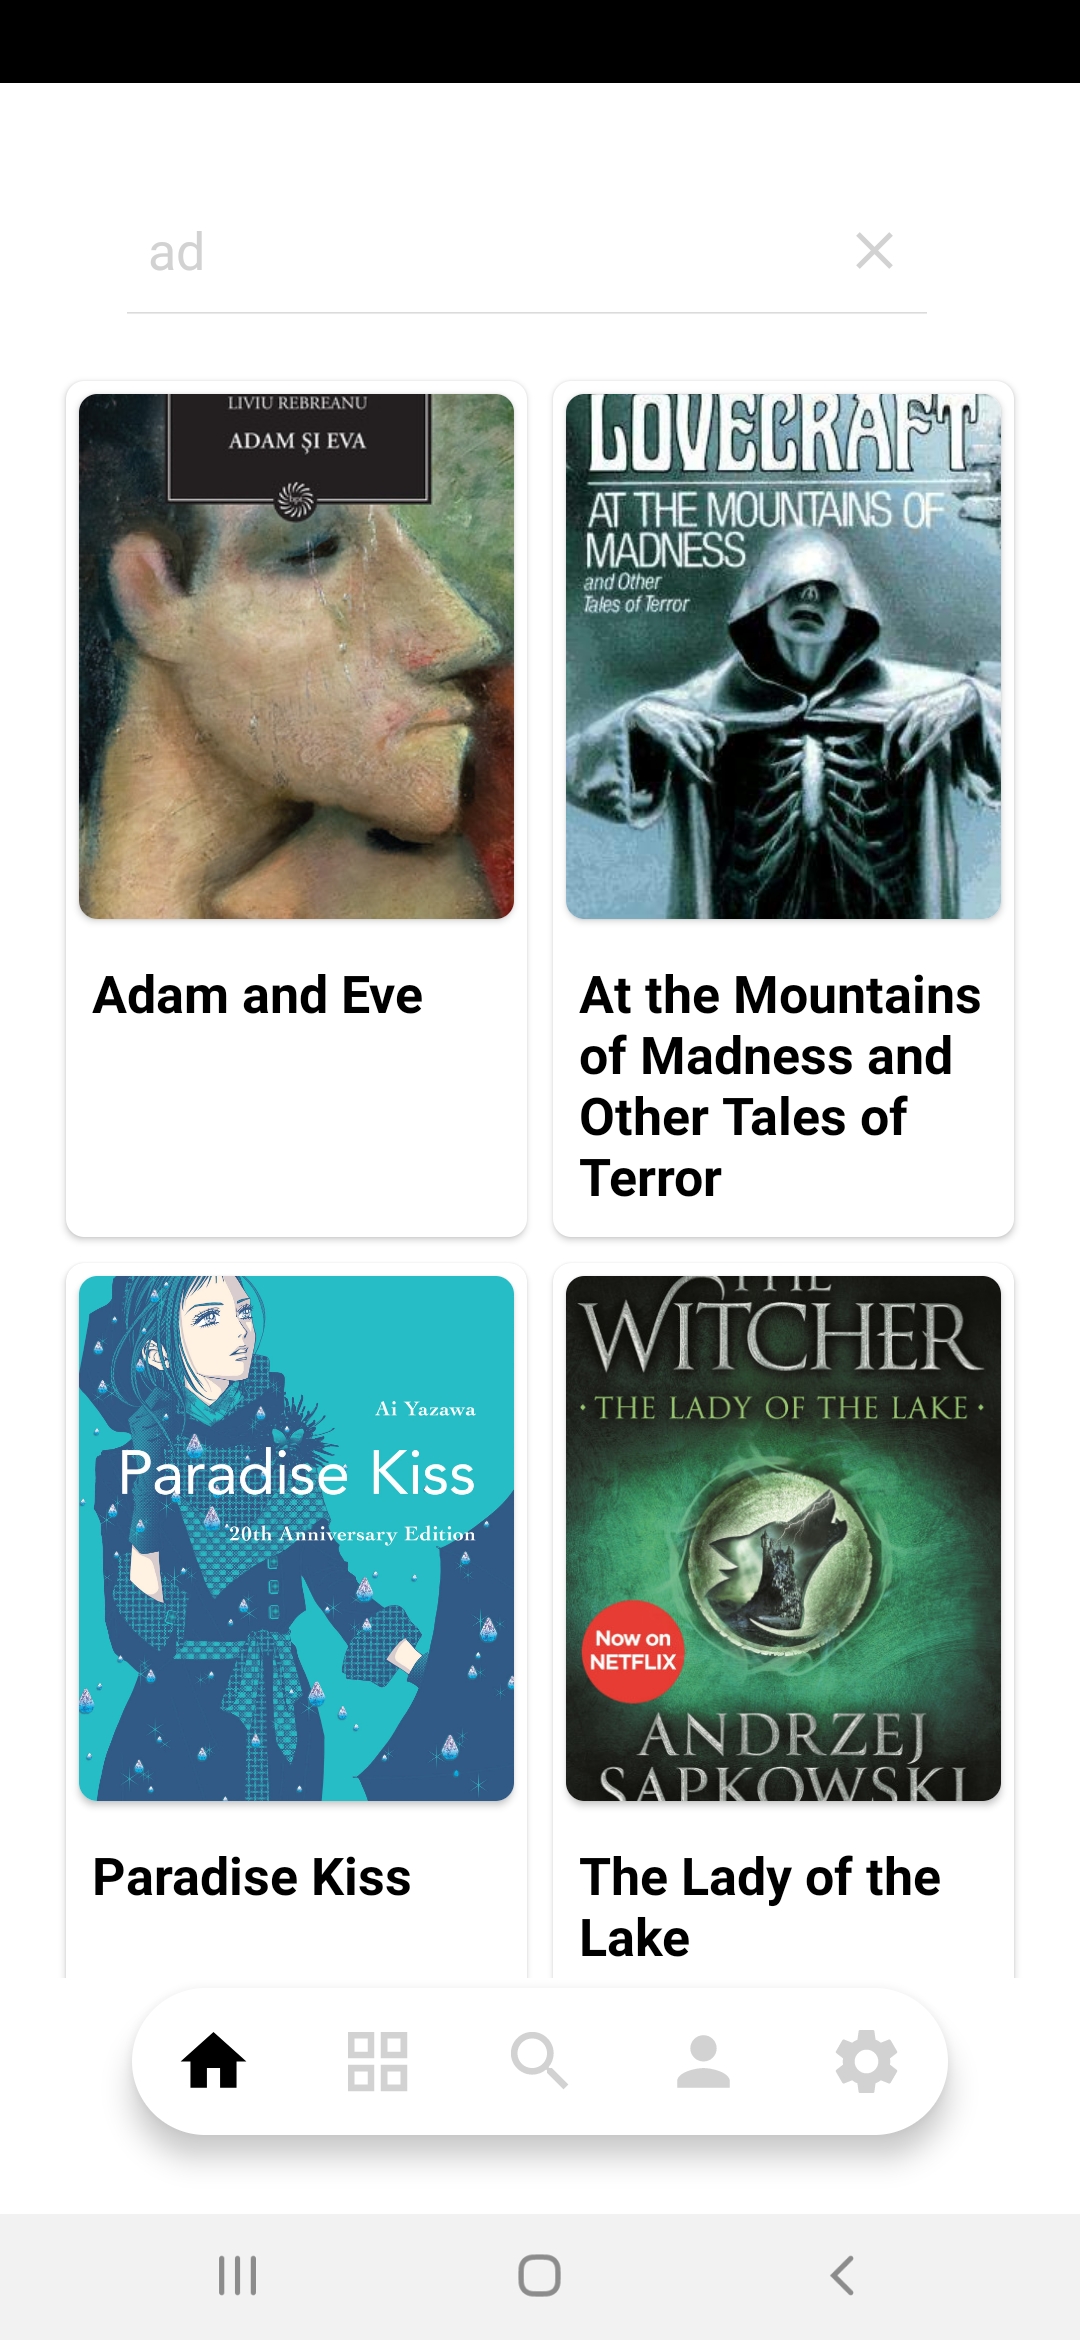 ad
LIVIU REBREANU
ADAM ŞI EVA
LOVECRAFT
AT THE MOUNTAINS OF
MADNESS
and Other
Tales of Terror
Adam and Eve
At the Mountains
of Madness and
Other Tales of
Terror
Ai Yazawa
Paradise Kiss
20th Anniversary Edition
THE
WITCHER
· THE LADY OF THE LAKE ·
Now on
NETFLIX
ANDRZEJ
SAPKOWSKI
Paradise Kiss
The Lady of the
Lake